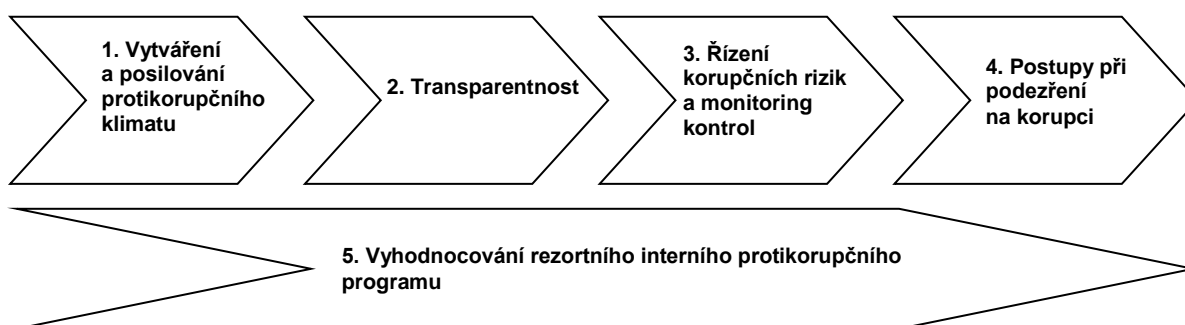 1. Vytváření
a posilování
protikorupčního
klimatu
2. Transparentnost
3. Řízení
korupčních rizik
a monitoring
kontrol
4. Postupy při
podezření
na korupci
5. Vyhodnocování rezortního interního protikorupčního
programu